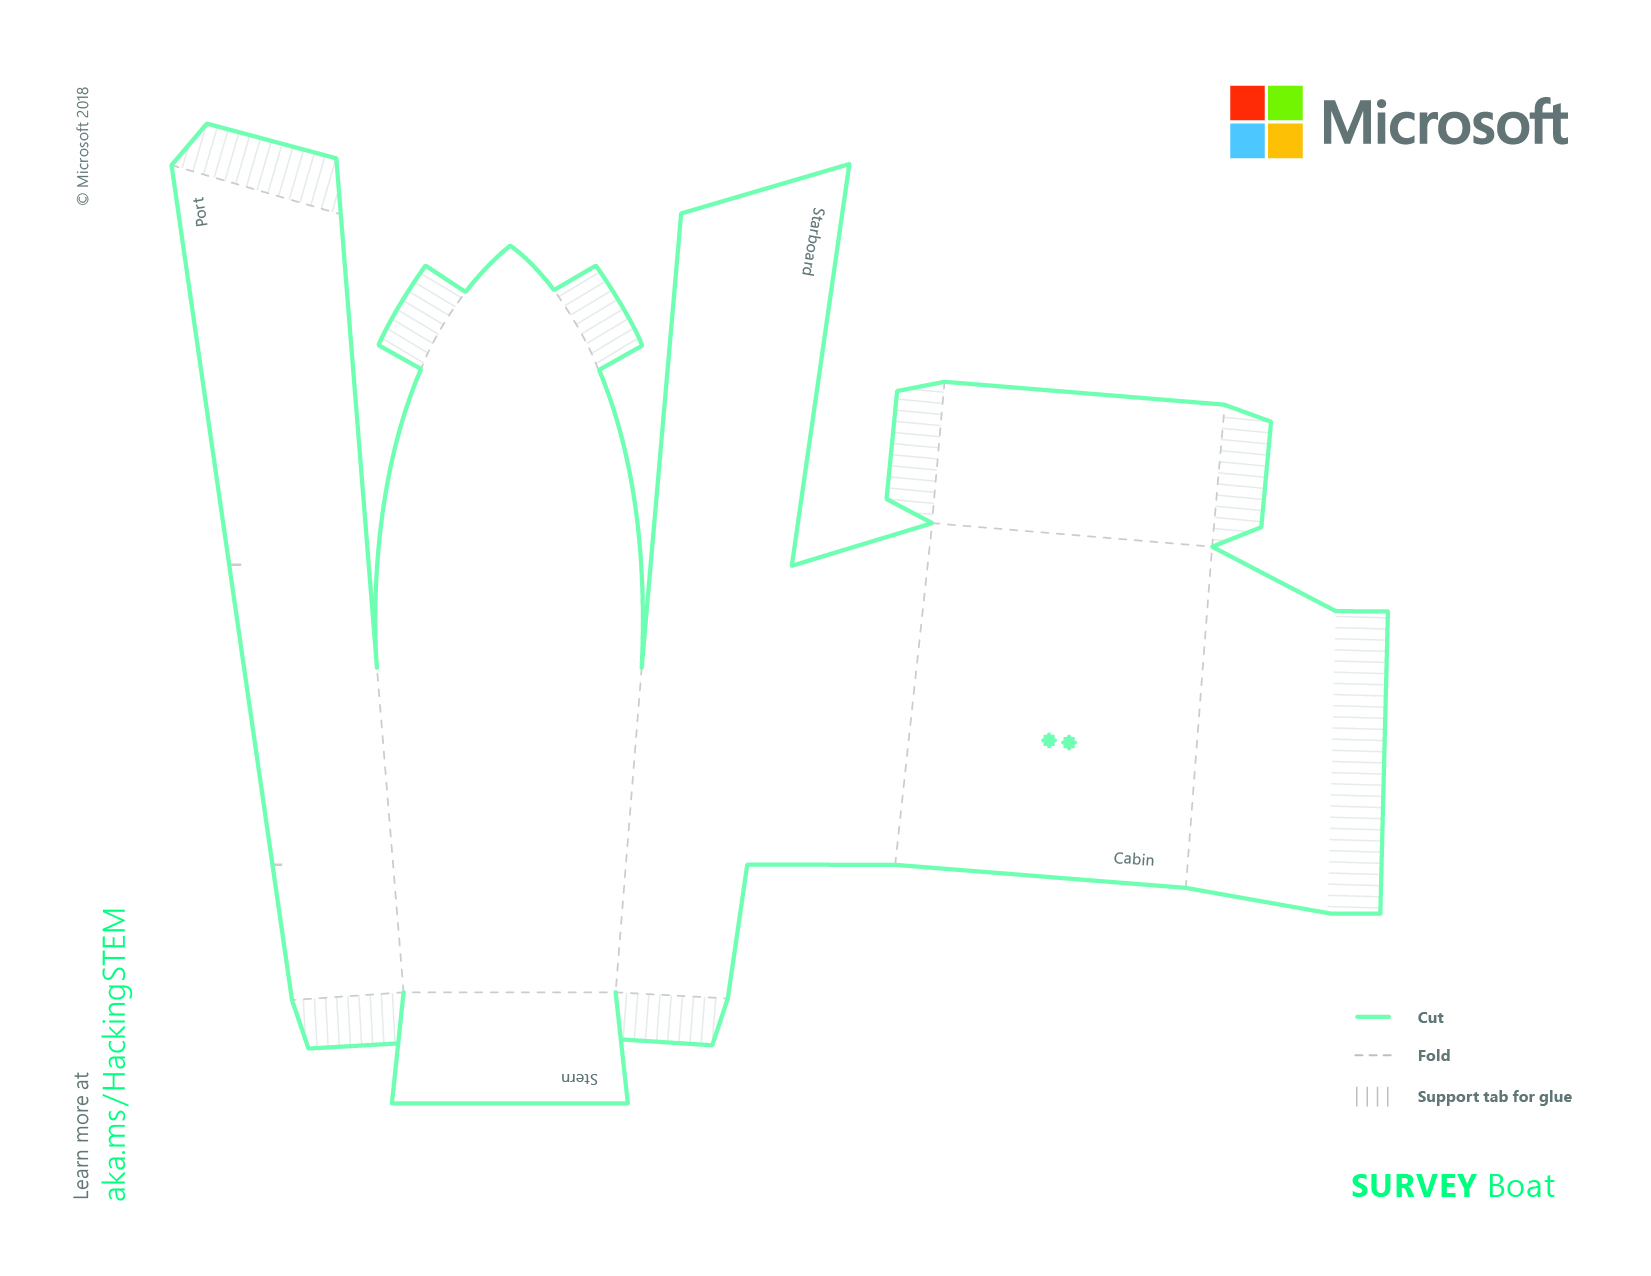 © Microsoft 2018
Microsoft
Port
Starboard
Cabin
Stern
Learn more at
aka.ms/HackingSTEM
Cut
Fold
Support tab for glue
SURVEY Boat